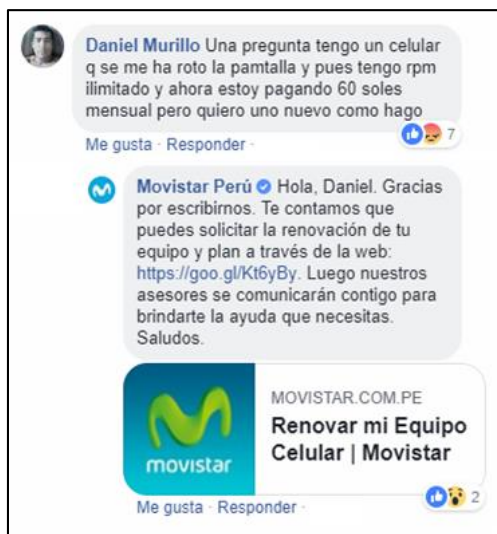 Daniel Murillo Una pregunta tengo un celular
q se me ha roto la pamtalla y pues tengo rpm
ilimitado y ahora estoy pagando 60 soles
mensual pero quiero uno nuevo como hago
7
Me gusta · Responder ·
Movistar Perú Hola, Daniel. Gracias
por escribirnos. Te contamos que
puedes solicitar la renovación de tu
equipo y plan a través de la web:
https://goo.gl/Kt6yBy. Luego nuestros
asesores se comunicarán contigo para
brindarte la ayuda que necesitas.
Saludos.
movistar
MOVISTAR.COM.PE
Renovar mi Equipo
Celular | Movistar
2
Me gusta · Responder ·